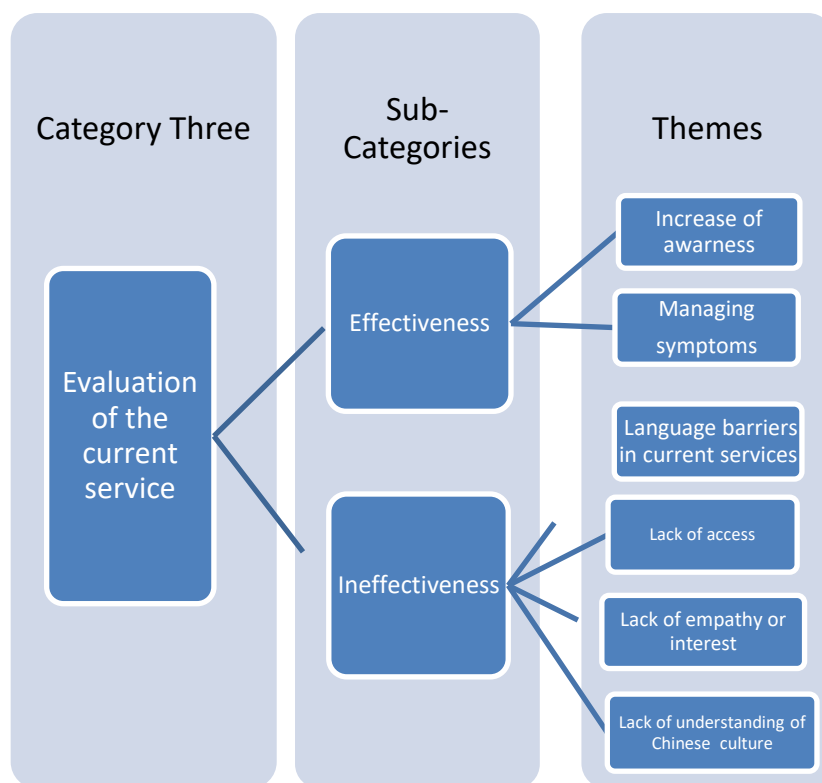 Category Three
Sub-
Categories
Themes
Evaluation
of the
current
service
Effectiveness
Ineffectiveness
Increase of
awarness
Managing
symptoms
Language barriers
in current services
Lack of access
Lack of empathy or
interest
Lack of understanding of
Chinese culture